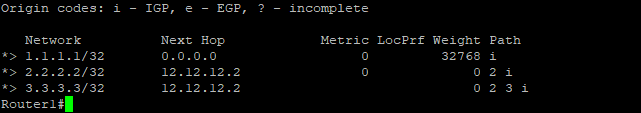 Origin codes: i - IGP, e - EGP, ? - incomplete
   Network          Next Hop            Metric LocPrf Weight Path
*> 1.1.1.1/32       0.0.0.0                  0         32768 i
*> 2.2.2.2/32       12.12.12.2               0             0 2 i
*> 3.3.3.3/32       12.12.12.2                             0 2 3 i
Router1#